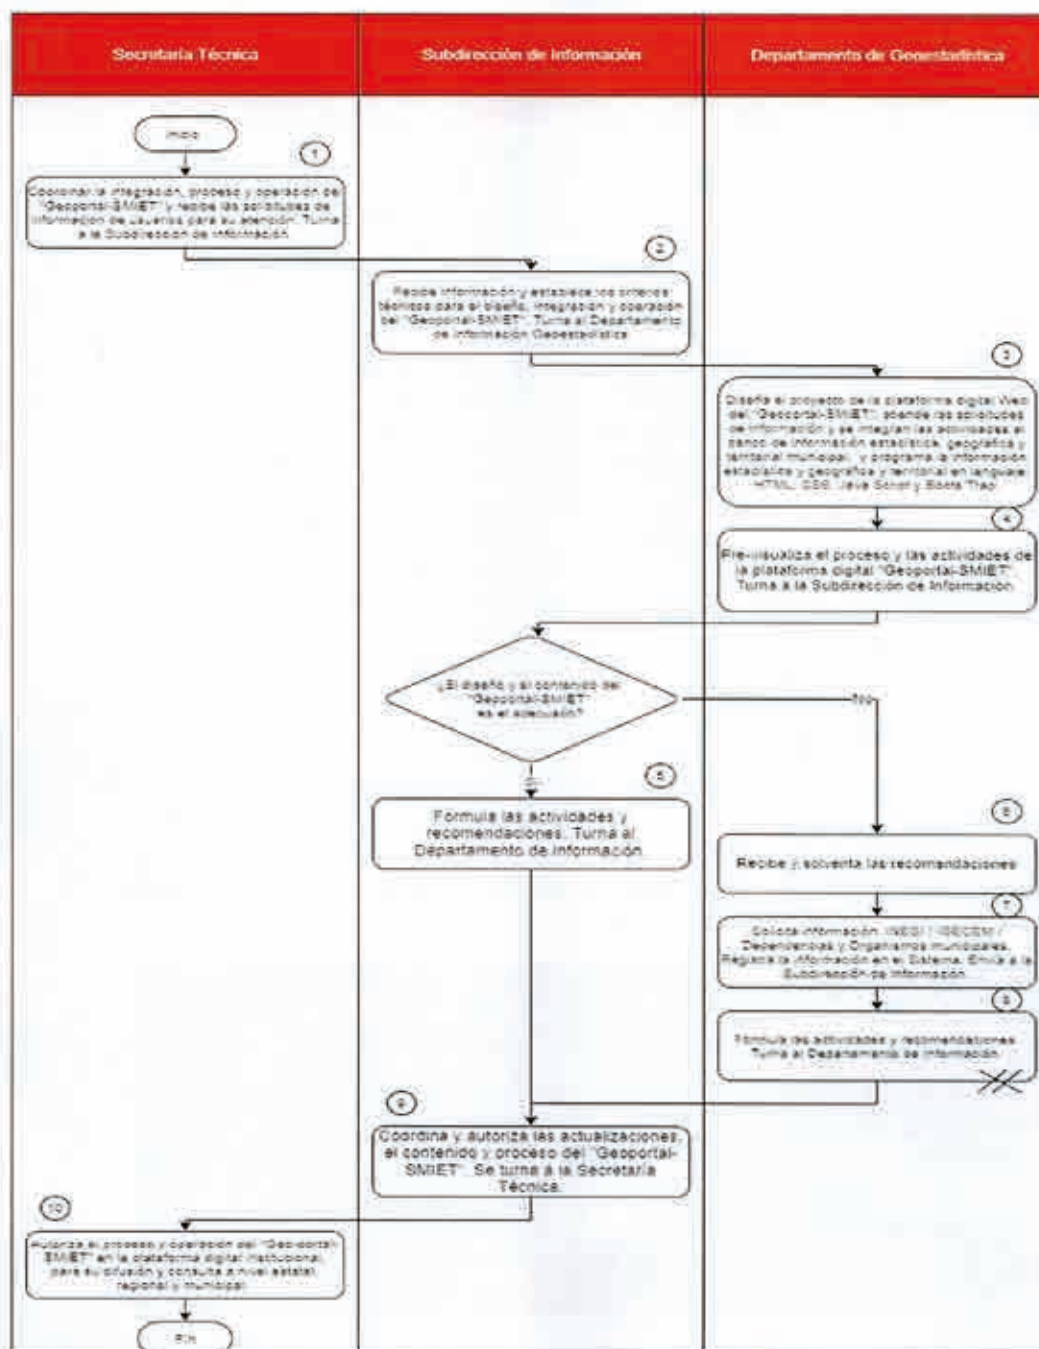 Secretaría Técnica
Subdirección de Información
Departamento de Geoestadística
Inicio
1
Coordinar la integración, proceso y operación del
"Geoportal-SMIET" y recibe las solicitudes de
información de usuarios para su atención. Turna
a la Subdirección de Información
2
Recibe información y establece los criterios
técnicos para el diseño, integración y operación
del "Geoportal-SMIET". Turna al Departamento
de Información Geoestadística
3
Diseña el proyecto de la plataforma digital Web
del "Geoportal-SMIET", atiende las solicitudes
de información y se integran las actividades al
banco de información estadística, geográfica y
territorial municipal, y programa la información
estadística y geográfica y territorial en lenguaje
HTML, CSS, Java Script y Boots Trap
4
Pre-visualiza el proceso y las actividades de
la plataforma digital "Geoportal-SMIET".
Turna a la Subdirección de Información
¿El diseño y el contenido del
"Geoportal-SMIET"
es el adecuado?
5
Formula las actividades y
recomendaciones. Turna al
Departamento de Información
6
Recibe y solventa las recomendaciones
7
Solicita información INEGI / IGECEM /
Dependencias y Organismos municipales.
Registra la información en el Sistema. Envía a la
Subdirección de Información
8
Formula las actividades y recomendaciones
Turna al Departamento de Información
9
Coordina y autoriza las actualizaciones,
el contenido y proceso del "Geoportal-
SMIET". Se turna a la Secretaría
Técnica.
10
Autoriza el proceso y operación del "Geo-portal-
SMIET" en la plataforma digital institucional,
para su difusión y consulta a nivel estatal,
regional y municipal
Fin